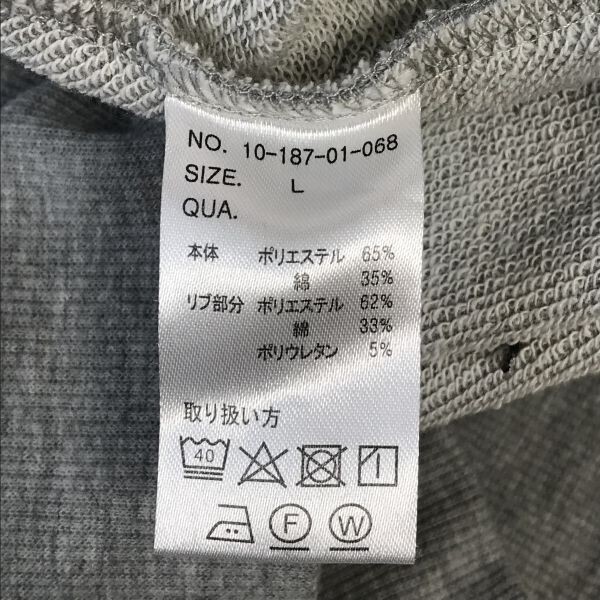 NO. 10-187-01-068
SIZE. L
QUA.
本体 ポリエステル 65%
綿 35%
リブ部分 ポリエステル 62%
綿 33%
ポリウレタン 5%
取り扱い方
40
F W